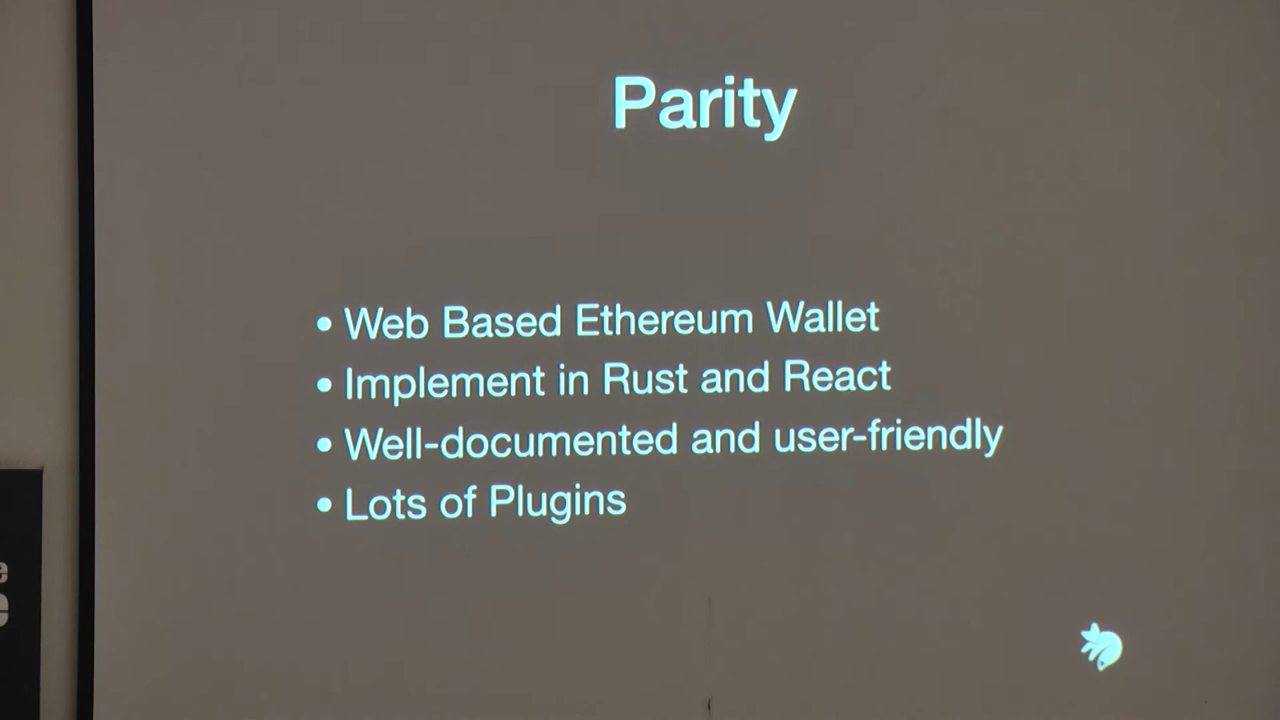 Parity
• Web Based Ethereum Wallet
• Implement in Rust and React
• Well-documented and user-friendly
• Lots of Plugins
e
e